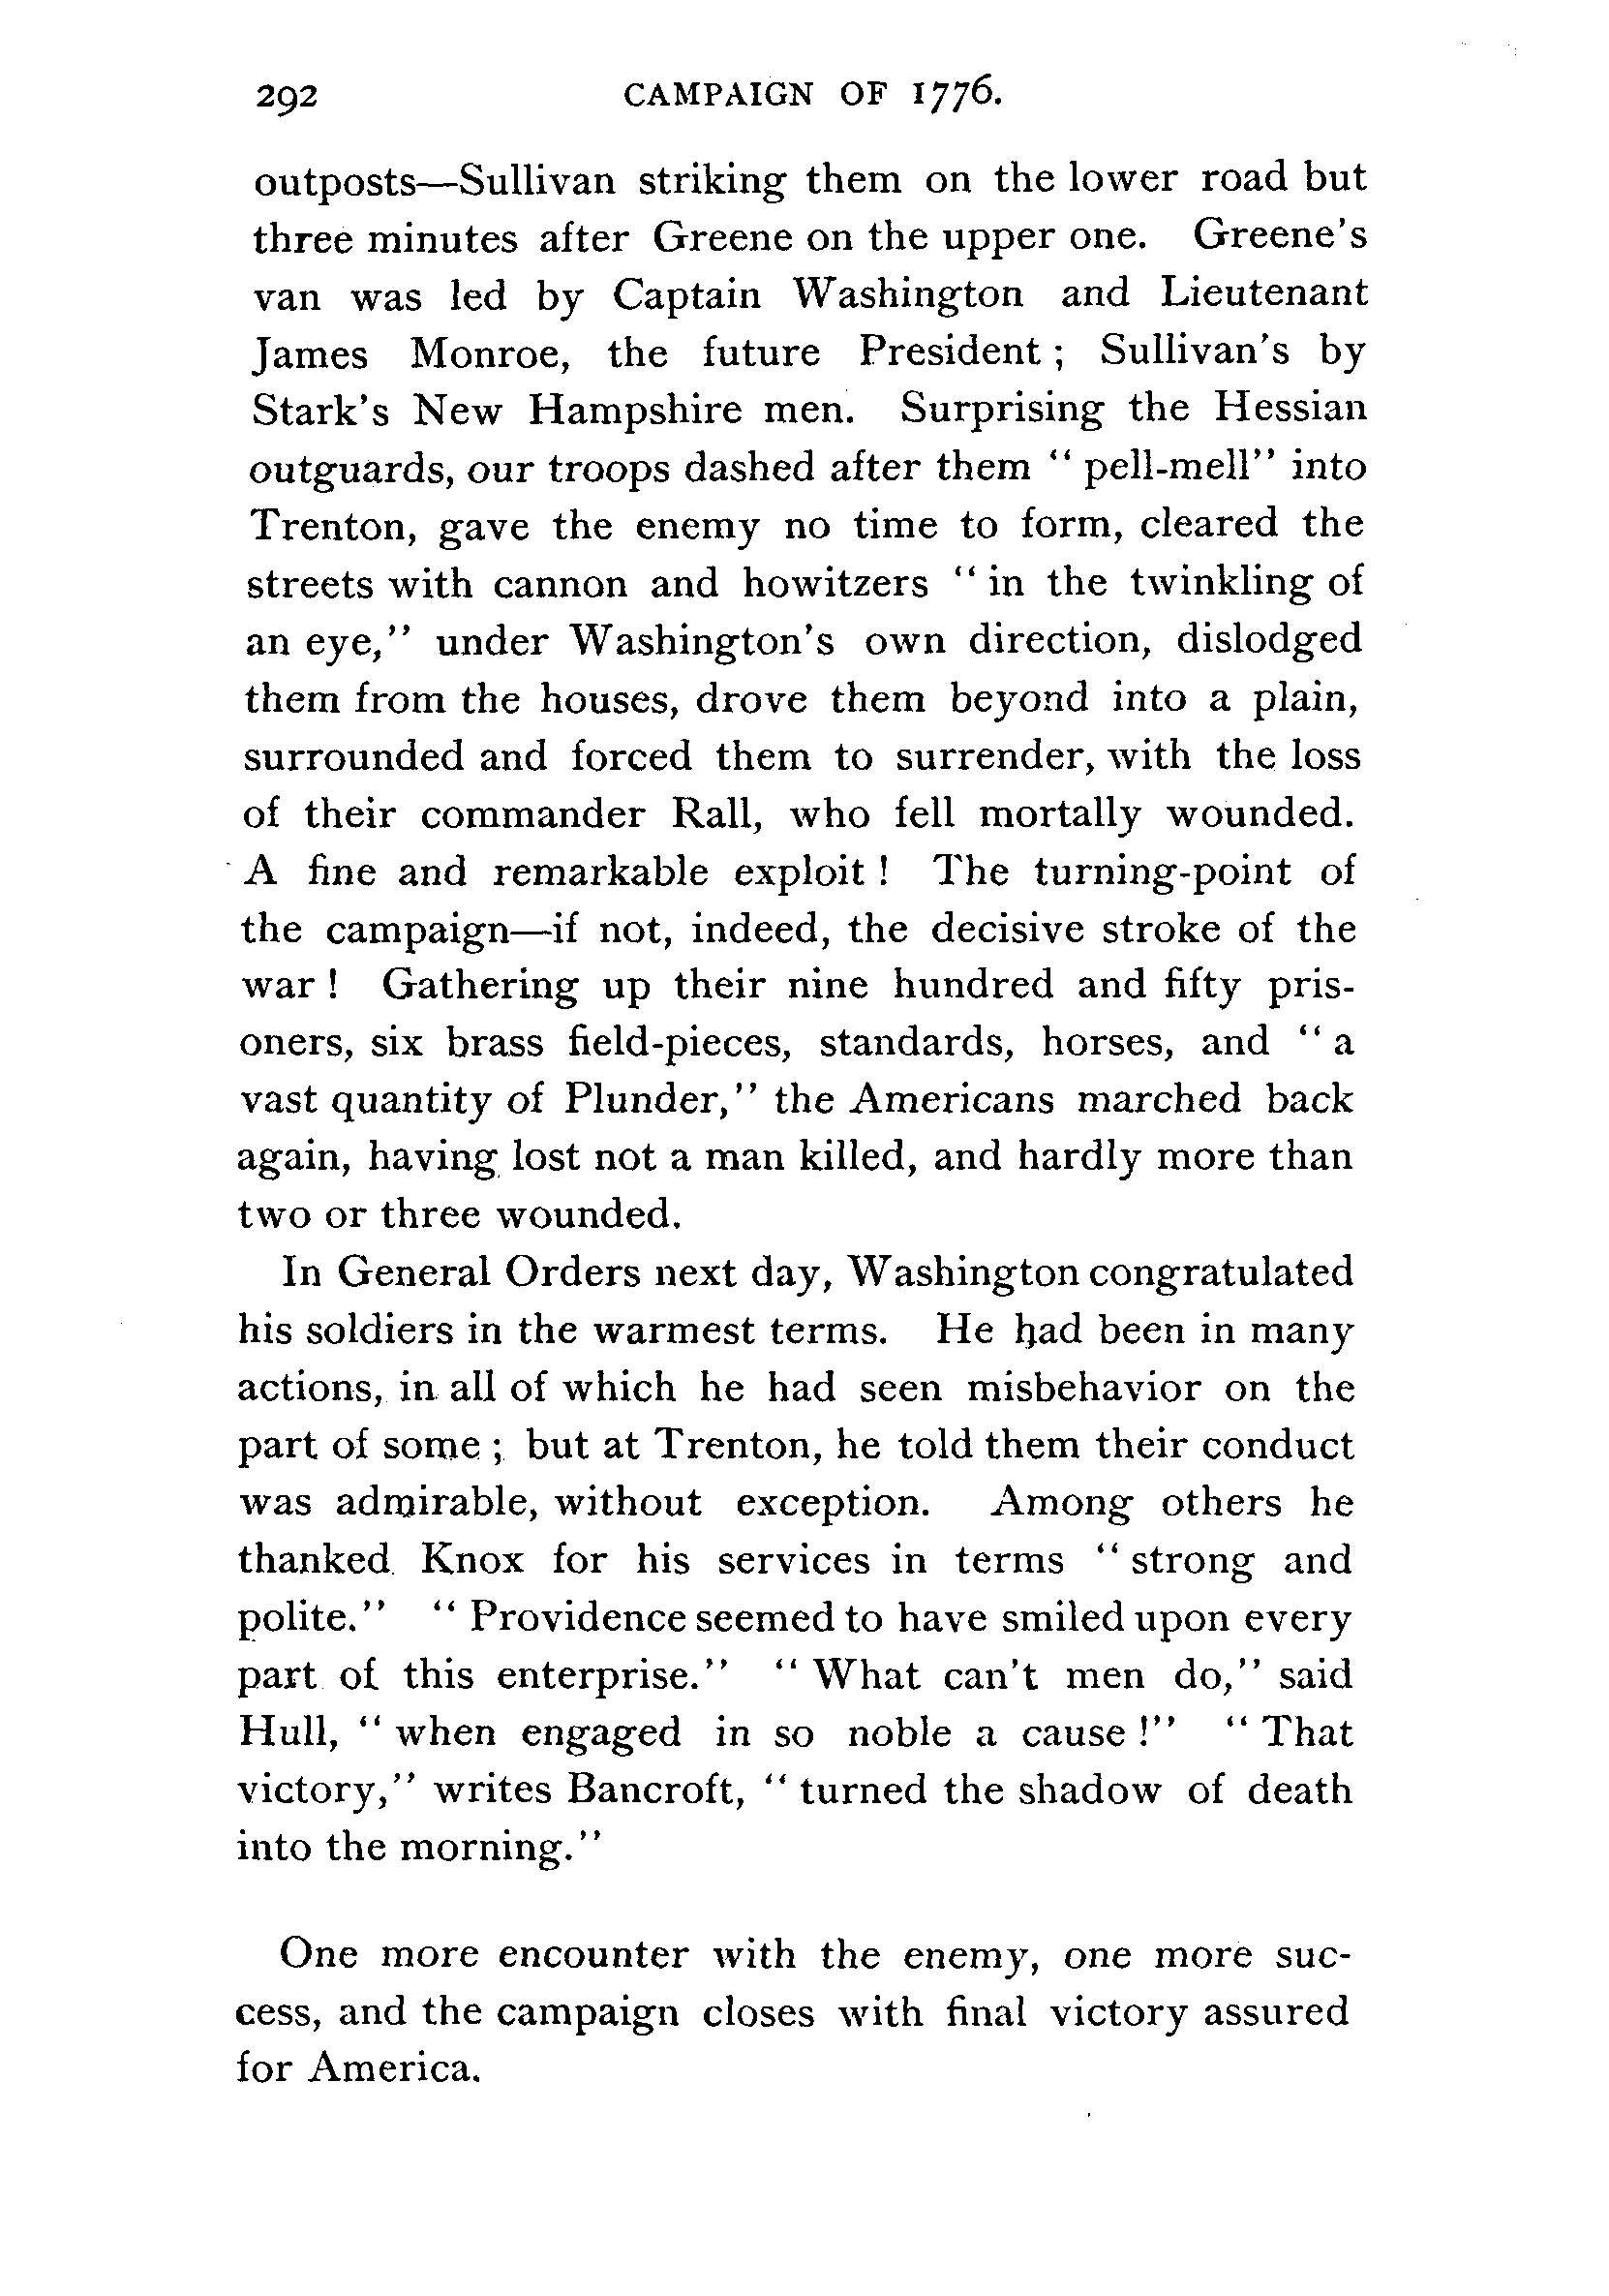 292 CAMPAIGN OF 1776.
outposts—Sullivan striking them on the lower road but
three minutes after Greene on the upper one. Greene's
van was led by Captain Washington and Lieutenant
James Monroe, the future President; Sullivan's by
Stark's New Hampshire men. Surprising the Hessian
outguards, our troops dashed after them "pell-mell" into
Trenton, gave the enemy no time to form, cleared the
streets with cannon and howitzers "in the twinkling of
an eye," under Washington's own direction, dislodged
them from the houses, drove them beyond into a plain,
surrounded and forced them to surrender, with the loss
of their commander Rall, who fell mortally wounded.
A fine and remarkable exploit! The turning-point of
the campaign—if not, indeed, the decisive stroke of the
war! Gathering up their nine hundred and fifty pris-
oners, six brass field-pieces, standards, horses, and "a
vast quantity of Plunder," the Americans marched back
again, having lost not a man killed, and hardly more than
two or three wounded.
In General Orders next day, Washington congratulated
his soldiers in the warmest terms. He had been in many
actions, in all of which he had seen misbehavior on the
part of some; but at Trenton, he told them their conduct
was admirable, without exception. Among others he
thanked Knox for his services in terms "strong and
polite." "Providence seemed to have smiled upon every
part of this enterprise." "What can't men do," said
Hull, "when engaged in so noble a cause!" "That
victory," writes Bancroft, "turned the shadow of death
into the morning."
One more encounter with the enemy, one more suc-
cess, and the campaign closes with final victory assured
for America.